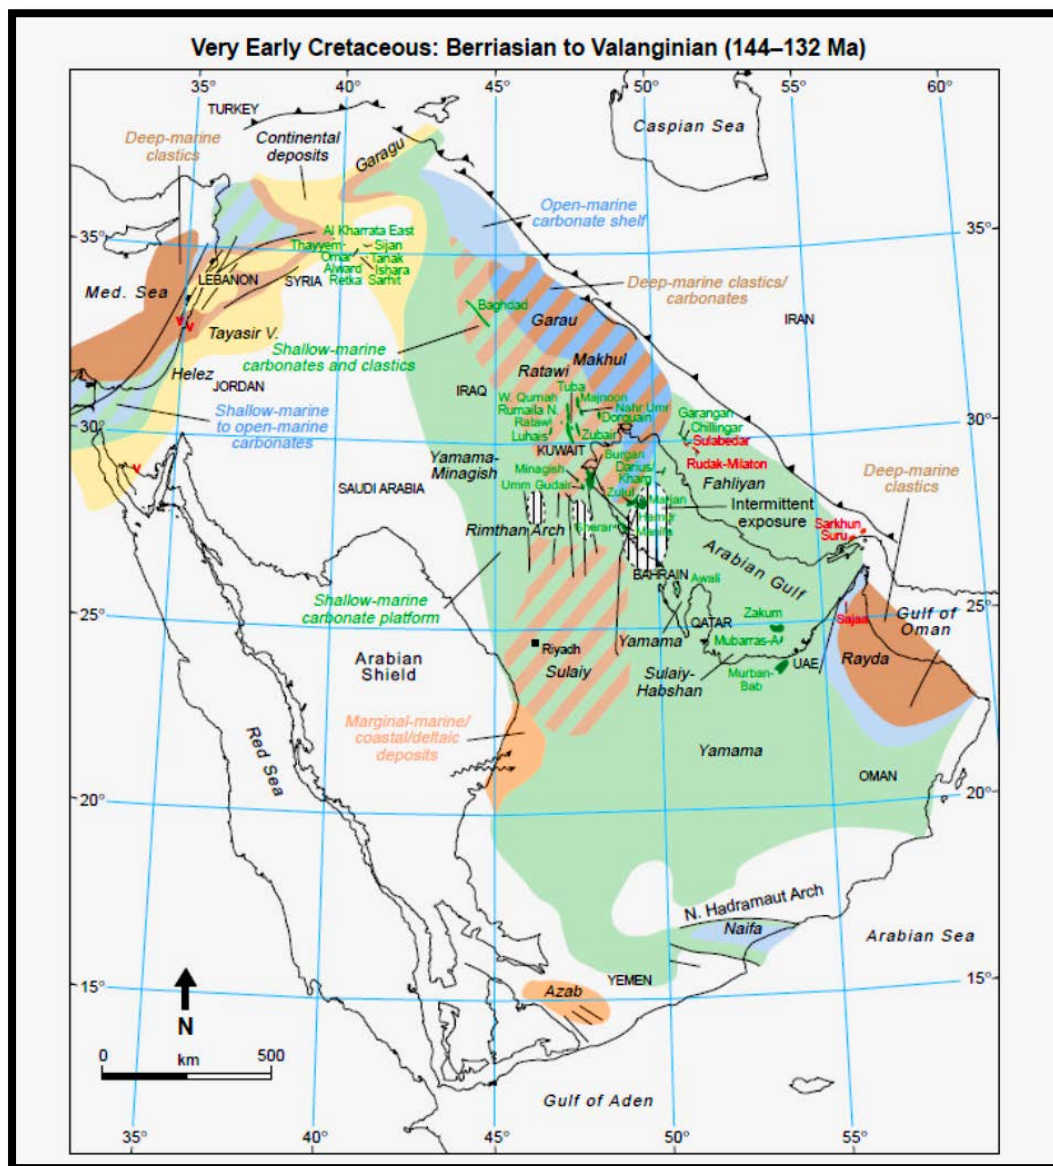 Very Early Cretaceous: Berriasian to Valanginian (144–132 Ma)
35°
40°
45°
50°
55°
60°
TURKEY
Caspian Sea
Deep-marine
clastics
Continental
deposits
Garagu
Open-marine
carbonate shelf
35°
35°
Al Kharrata East
Thayyem
Sijan
Omar
Tanak
Alward
Ishara
Retka
Sarhit
LEBANON
SYRIA
Med. Sea
Deep-marine clastics/
carbonates
IRAN
Baghdad
Garau
Tayasir V.
Shallow-marine
carbonates and clastics
Makhul
Ratawi
Helez
JORDAN
IRAQ
Tuba
W. Qurnah
Majnoon
Rumaila N.
Nahr Umr
Ratawi
Dorquain
Luhais
Zubair
Garangan
Chillingar
Sulabedar
Rudak-Milaton
30°
30°
Shallow-marine
to open-marine
carbonates
KUWAIT
Burgan
Yamama-
Minagish
Minagish
Umm Gudair
Darius/
Kharg
Fahliyan
Deep-marine
clastics
SAUDI ARABIA
Zuluf
Marjan
Intermittent
exposure
Hamur
Manifa
Rimthan Arch
Sarkhun
Suru
BAHRAIN
Arabian Gulf
Awali
Shallow-marine
carbonate platform
25°
25°
QATAR
Zakum
Sajaa
Gulf of
Oman
Riyadh
Yamama
Mubarras-A
UAE
Rayda
Arabian
Shield
Sulaiy
Sulaiy-
Habshan
Murban-
Bab
Marginal-marine/
coastal/deltaic
deposits
Yamama
Red Sea
OMAN
20°
20°
N. Hadramaut Arch
Naifa
Arabian Sea
15°
15°
YEMEN
Azab
N
0 km 500
Gulf of Aden
35°
40°
45°
50°
55°